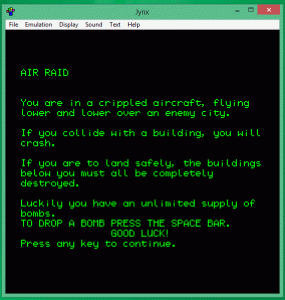 Jynx
File Emulation Display Sound Text Help
AIR RAID
You are in a crippled aircraft, flying
lower and lower over an enemy city.
If you collide with a building, you will
crash.
If you are to land safely, the buildings
below you must all be completely
destroyed.
Luckily you have an unlimited supply of
bombs.
TO DROP A BOMB PRESS THE SPACE BAR.
GOOD LUCK!
Press any key to continue.